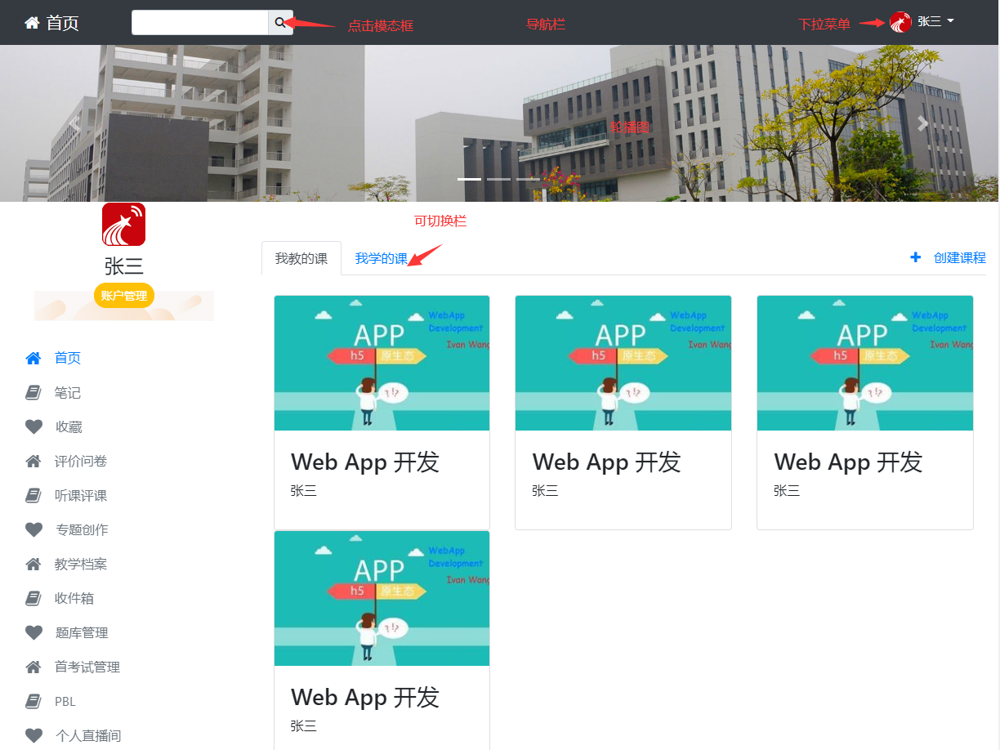 首页
点击模态框
导航栏
下拉菜单
张三
轮播图
张三
账户管理
可切换栏
我教的课
我学的课
创建课程
首页
笔记
收藏
评价问卷
听课评课
专题创作
教学档案
收件箱
题库管理
首考试管理
PBL
个人直播间
WebApp
Development
Ivan Wang
APP
h5 原生态
? !?
Web App 开发
张三
WebApp
Development
Ivan Wang
APP
h5 原生态
? !?
Web App 开发
张三
WebApp
Development
Ivan Wang
APP
h5 原生态
? !?
Web App 开发
张三
WebApp
Development
Ivan Wang
APP
h5 原生态
? !?
Web App 开发
张三